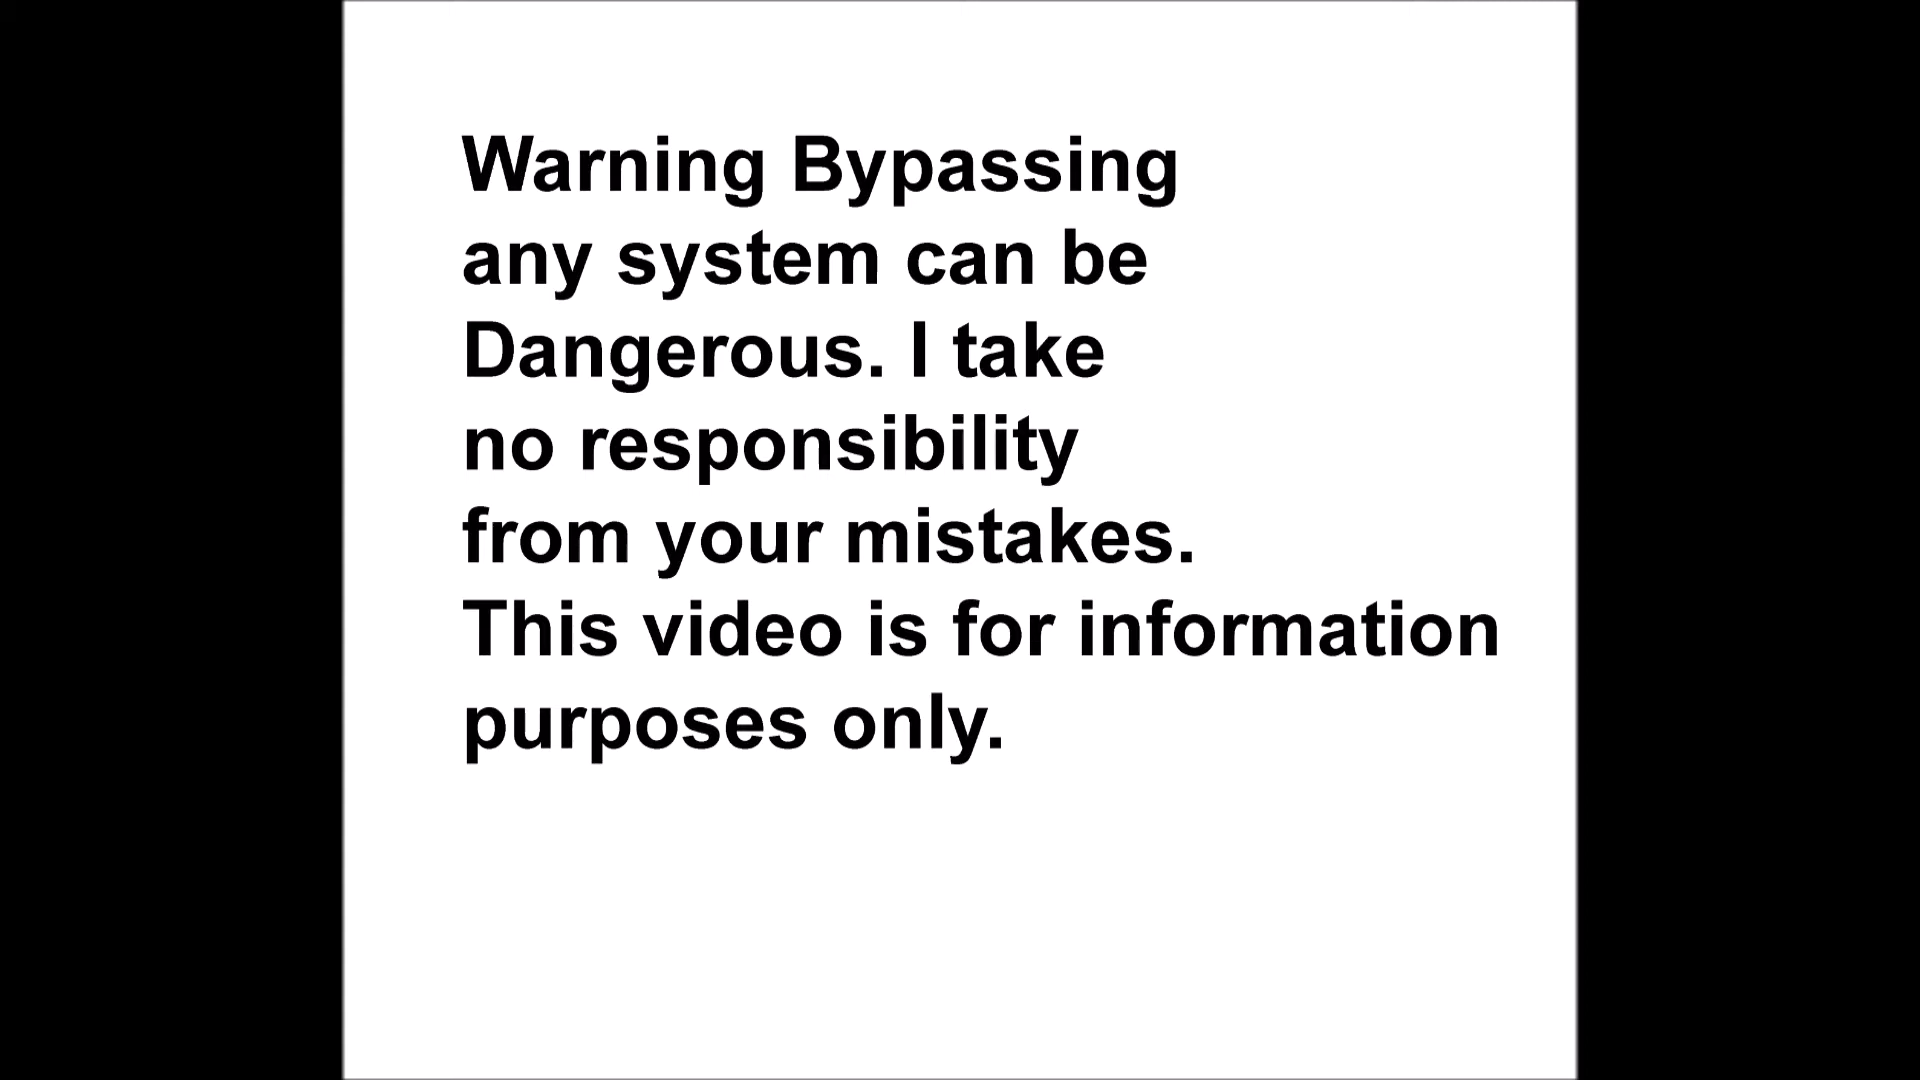 Warning Bypassing
any system can be
Dangerous. I take
no responsibility
from your mistakes.
This video is for information
purposes only.